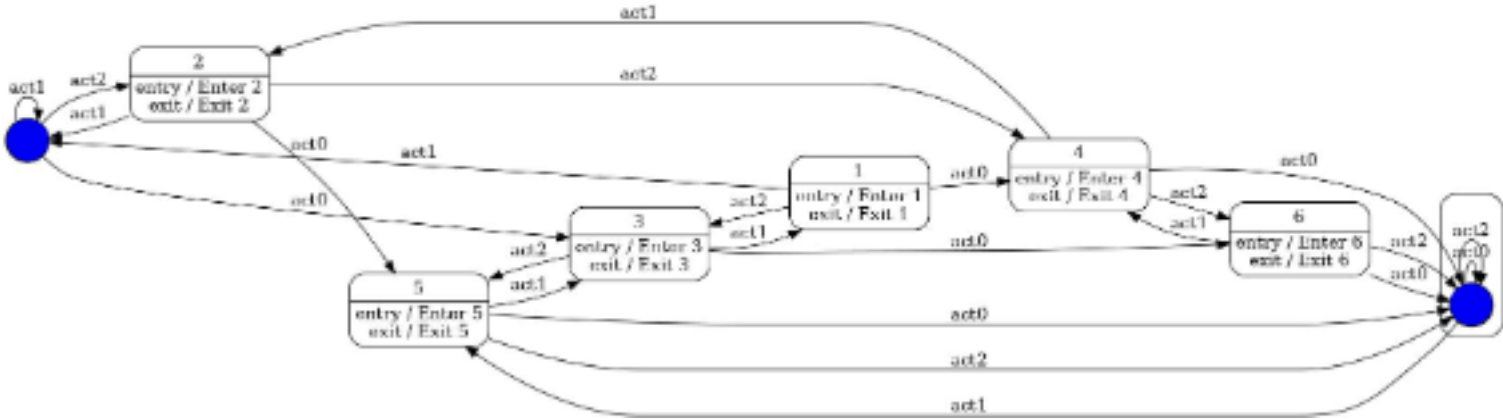 act1
act2
act1
2
entry / Enter 2
exit / Exit 2
act1
act2
act0
act1
act0
3
entry / Enter 3
exit / Exit 3
act2
act1
5
entry / Enter 5
exit / Exit 5
act2
act1
1
entry / Enter 1
exit / Exit 1
act0
act0
act0
act2
act1
4
entry / Enter 4
exit / Exit 4
act2
act1
act0
6
entry / Enter 6
exit / Exit 6
act2
act0
act2
act0